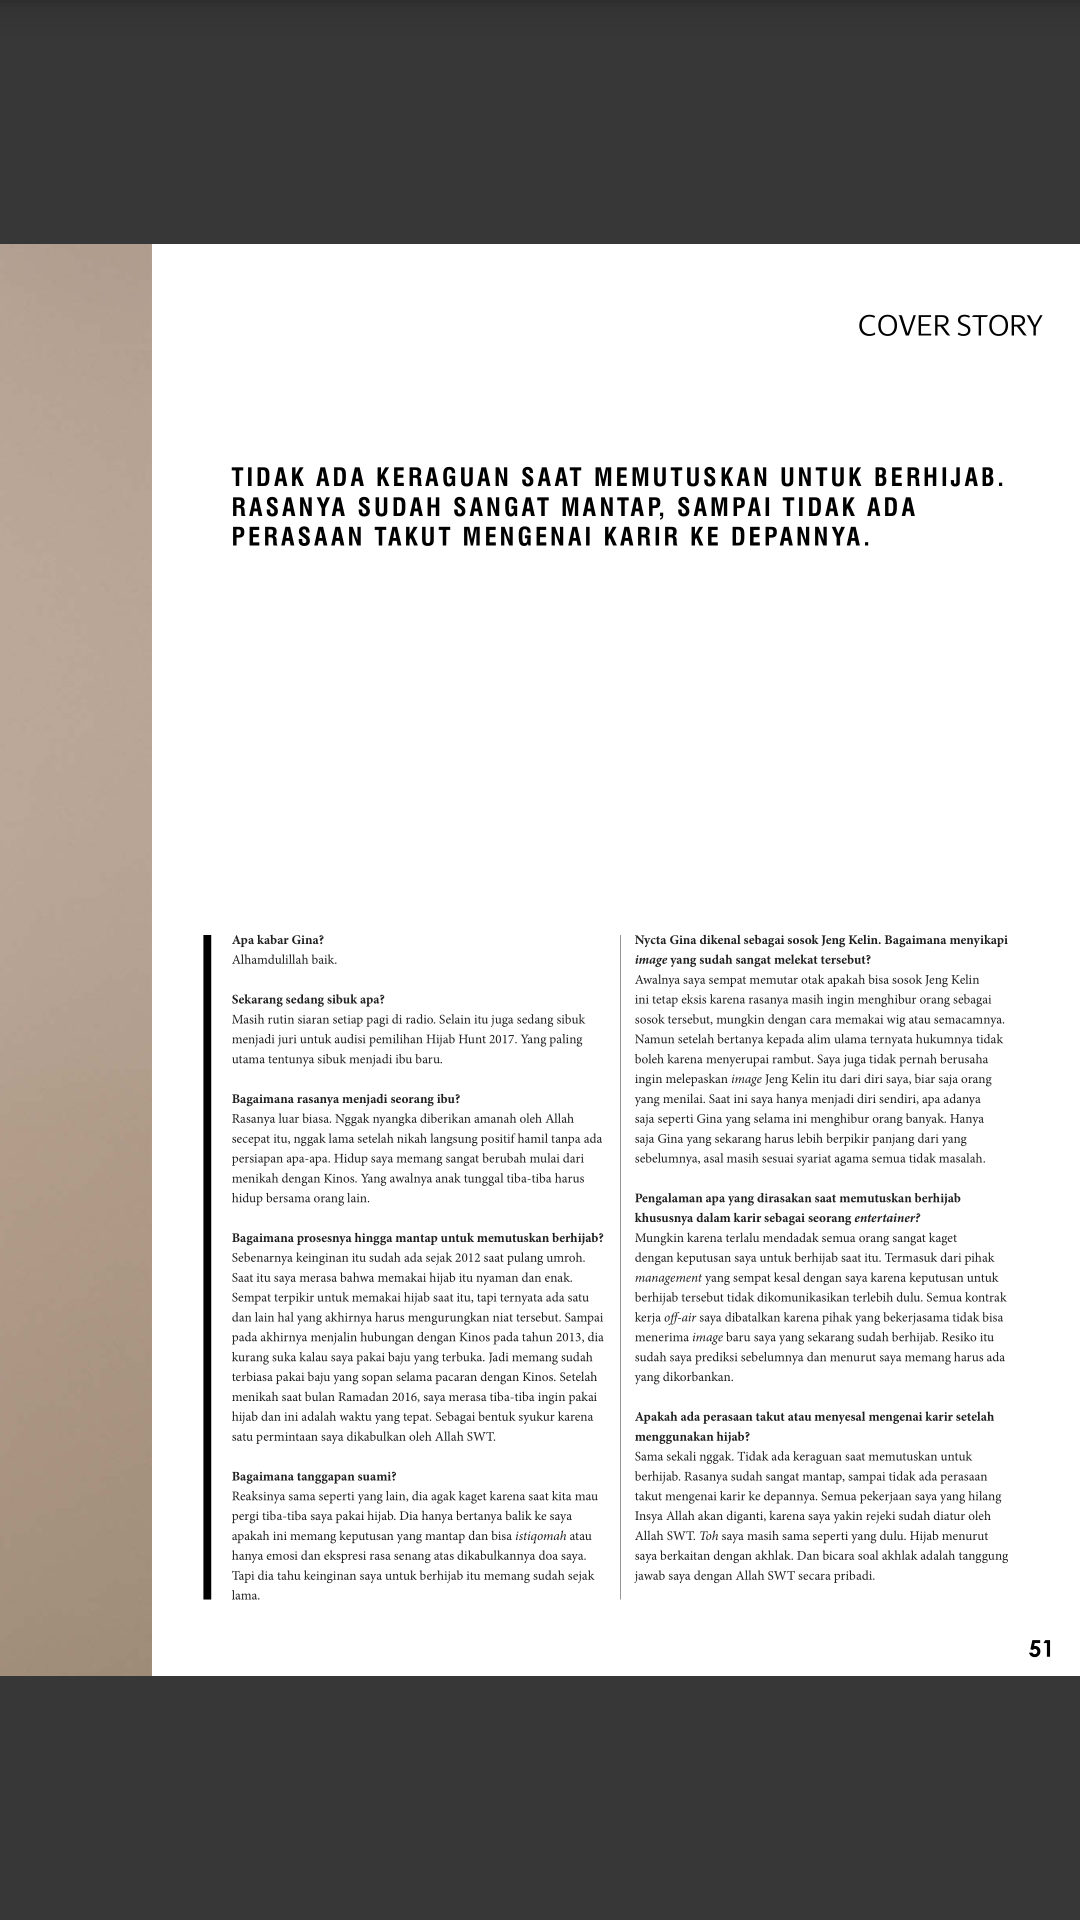 COVER STORY
TIDAK ADA KERAGUAN SAAT MEMUTUSKAN UNTUK BERHIJAB.
RASANYA SUDAH SANGAT MANTAP, SAMPAI TIDAK ADA
PERASAAN TAKUT MENGENAI KARIR KE DEPANNYA.
Apa kabar Gina?
Alhamdulillah baik.
Sekarang sedang sibuk apa?
Masih rutin siaran setiap pagi di radio. Selain itu juga sedang sibuk
menjadi juri untuk audisi pemilihan Hijab Hunt 2017. Yang paling
utama tentunya sibuk menjadi ibu baru.
Bagaimana rasanya menjadi seorang ibu?
Rasanya luar biasa. Nggak nyangka diberikan amanah oleh Allah
secepat itu, nggak lama setelah nikah langsung positif hamil tanpa ada
persiapan apa-apa. Hidup saya memang sangat berubah mulai dari
menikah dengan Kinos. Yang awalnya anak tunggal tiba-tiba harus
hidup bersama orang lain.
Bagaimana prosesnya hingga mantap untuk memutuskan berhijab?
Sebenarnya keinginan itu sudah ada sejak 2012 saat pulang umroh.
Saat itu saya merasa bahwa memakai hijab itu nyaman dan enak.
Sempat terpikir untuk memakai hijab saat itu, tapi ternyata ada satu
dan lain hal yang akhirnya harus mengurungkan niat tersebut. Sampai
pada akhirnya menjalin hubungan dengan Kinos pada tahun 2013, dia
kurang suka kalau saya pakai baju yang terbuka. Jadi memang sudah
terbiasa pakai baju yang sopan selama pacaran dengan Kinos. Setelah
menikah saat bulan Ramadan 2016, saya merasa tiba-tiba ingin pakai
hijab dan ini adalah waktu yang tepat. Sebagai bentuk syukur karena
satu permintaan saya dikabulkan oleh Allah SWT.
Bagaimana tanggapan suami?
Reaksinya sama seperti yang lain, dia agak kaget karena saat kita mau
pergi tiba-tiba saya pakai hijab. Dia hanya bertanya balik ke saya
apakah ini memang keputusan yang mantap dan bisa istiqomah atau
hanya emosi dan ekspresi rasa senang atas dikabulkannya doa saya.
Tapi dia tahu keinginan saya untuk berhijab itu memang sudah sejak
lama.
Nycta Gina dikenal sebagai sosok Jeng Kelin. Bagaimana menyikapi
image yang sudah sangat melekat tersebut?
Awalnya saya sempat memutar otak apakah bisa sosok Jeng Kelin
ini tetap eksis karena rasanya masih ingin menghibur orang sebagai
sosok tersebut, mungkin dengan cara memakai wig atau semacamnya.
Namun setelah bertanya kepada alim ulama ternyata hukumnya tidak
boleh karena menyerupai rambut. Saya juga tidak pernah berusaha
ingin melepaskan image Jeng Kelin itu dari diri saya, biar saja orang
yang menilai. Saat ini saya hanya menjadi diri sendiri, apa adanya
saja seperti Gina yang selama ini menghibur orang banyak. Hanya
saja Gina yang sekarang harus lebih berpikir panjang dari yang
sebelumnya, asal masih sesuai syariat agama semua tidak masalah.
Pengalaman apa yang dirasakan saat memutuskan berhijab
khususnya dalam karir sebagai seorang entertainer?
Mungkin karena terlalu mendadak semua orang sangat kaget
dengan keputusan saya untuk berhijab saat itu. Termasuk dari pihak
management yang sempat kesal dengan saya karena keputusan untuk
berhijab tersebut tidak dikomunikasikan terlebih dulu. Semua kontrak
kerja off-air saya dibatalkan karena pihak yang bekerjasama tidak bisa
menerima image baru saya yang sekarang sudah berhijab. Resiko itu
sudah saya prediksi sebelumnya dan menurut saya memang harus ada
yang dikorbankan.
Apakah ada perasaan takut atau menyesal mengenai karir setelah
menggunakan hijab?
Sama sekali nggak. Tidak ada keraguan saat memutuskan untuk
berhijab. Rasanya sudah sangat mantap, sampai tidak ada perasaan
takut mengenai karir ke depannya. Semua pekerjaan saya yang hilang
Insya Allah akan diganti, karena saya yakin rejeki sudah diatur oleh
Allah SWT. Toh saya masih sama seperti yang dulu. Hijab menurut
saya berkaitan dengan akhlak. Dan bicara soal akhlak adalah tanggung
jawab saya dengan Allah SWT secara pribadi.
51